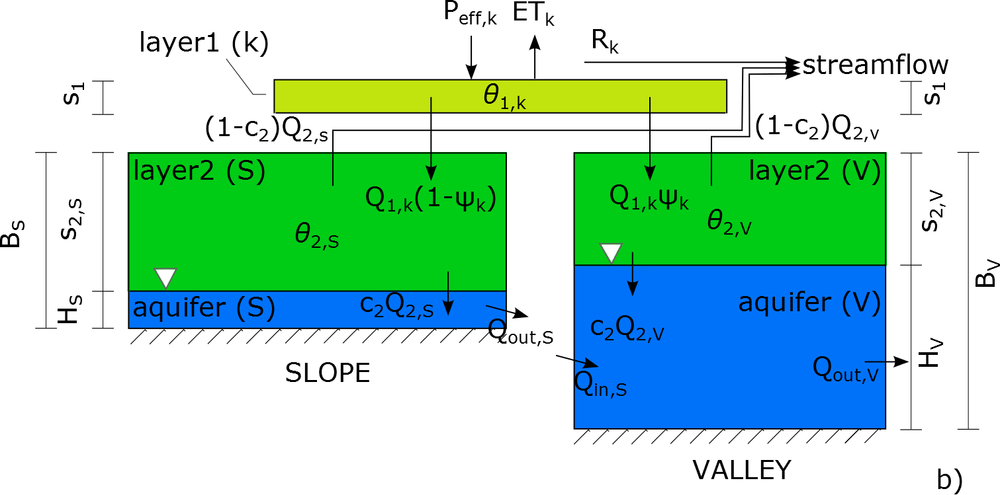 P_eff,k
ET_k
layer1 (k)
R_k
streamflow
s_1
θ_1,k
s_1
(1-c_2)Q_2,s
(1-c_2)Q_2,v
layer2 (S)
layer2 (V)
Q_1,k(1-ψ_k)
Q_1,kψ_k
B_S
s_2,S
θ_2,S
θ_2,V
s_2,V
B_V
H_S
aquifer (S)
c_2Q_2,S
aquifer (V)
Q_out,S
c_2Q_2,V
H_V
SLOPE
Q_in,S
Q_out,V
VALLEY
b)